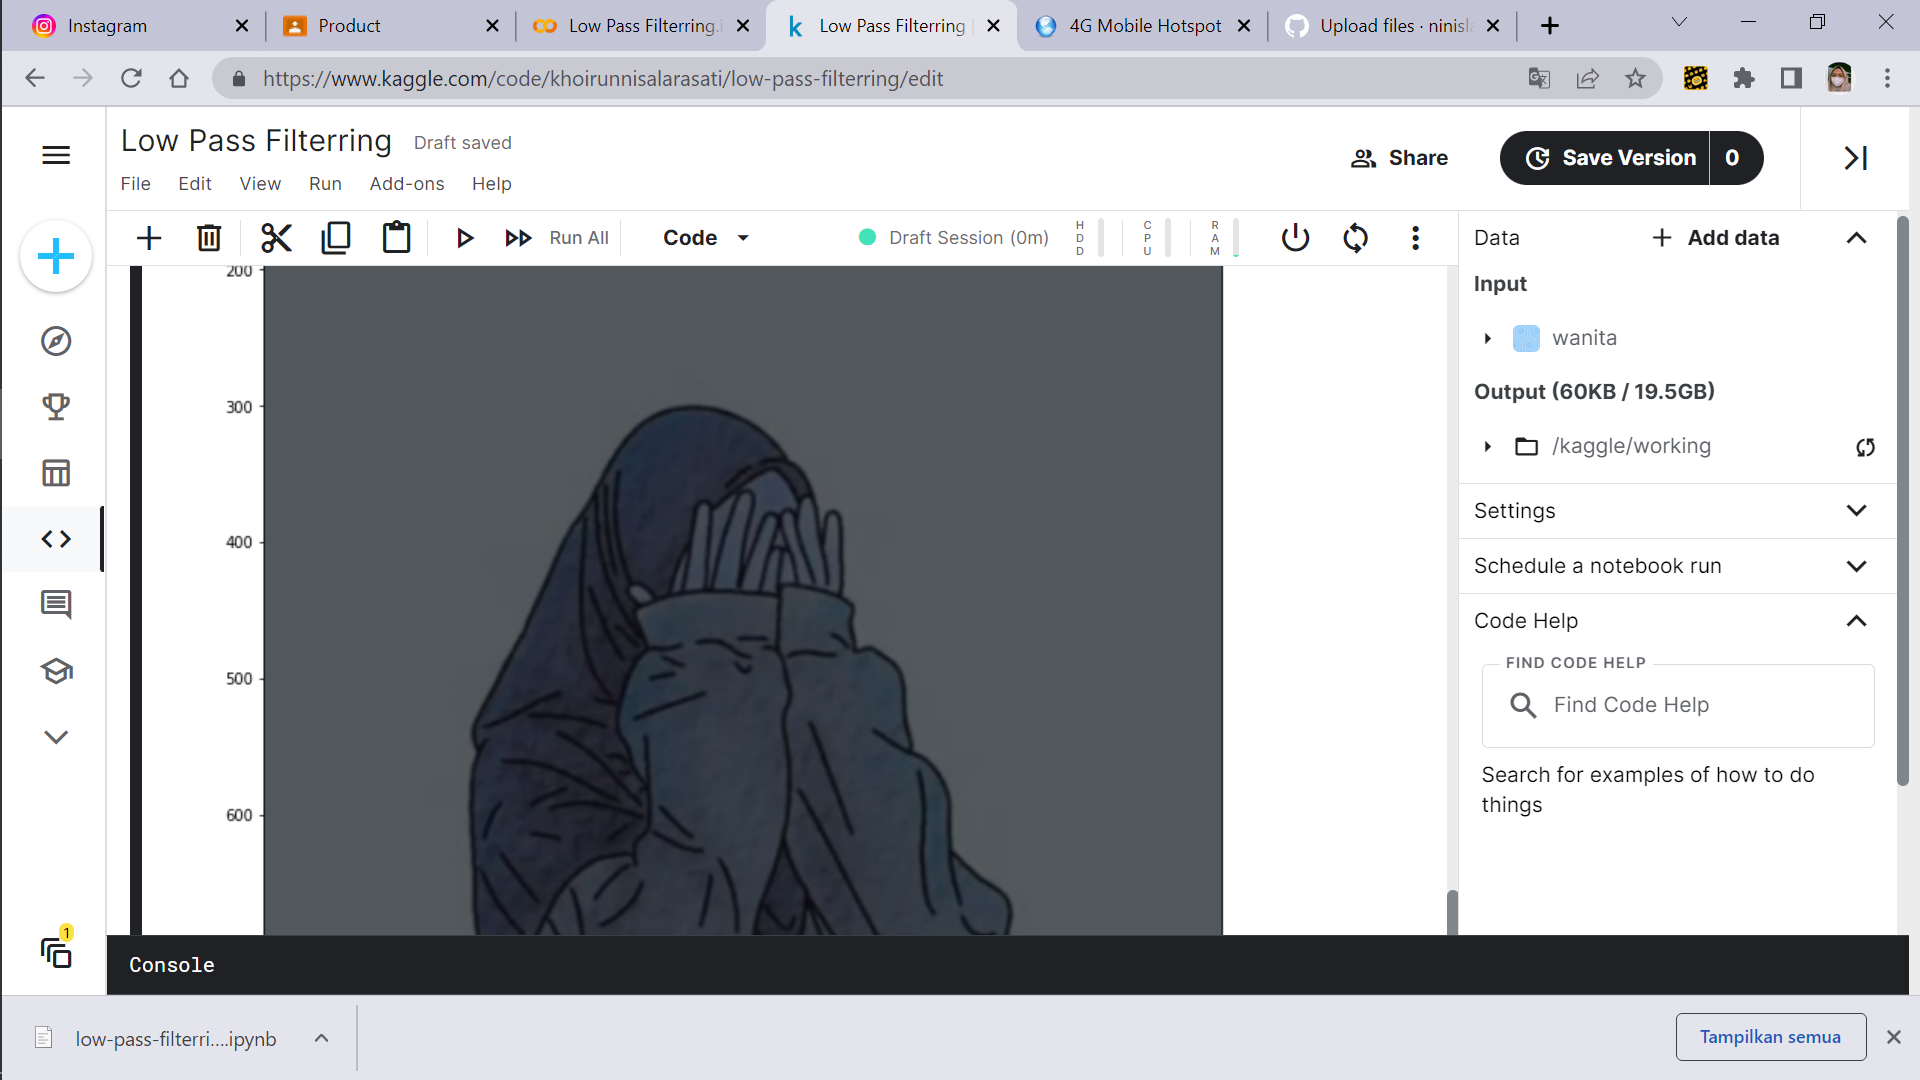 Instagram
Product
Low Pass Filterring.i
Low Pass Filterring
4G Mobile Hotspot
Upload files · ninisla
https://www.kaggle.com/code/khoirunnisalarasati/low-pass-filterring/edit
Low Pass Filterring
Draft saved
Share
Save Version
0
File
Edit
View
Run
Add-ons
Help
Run All
Code
Draft Session (0m)
HDD
CPU
RAM
Data
Add data
Input
wanita
Output (60KB / 19.5GB)
/kaggle/working
Settings
Schedule a notebook run
Code Help
FIND CODE HELP
Find Code Help
Search for examples of how to do
things
200
300
400
500
600
1
Console
low-pass-filterri....ipynb
Tampilkan semua